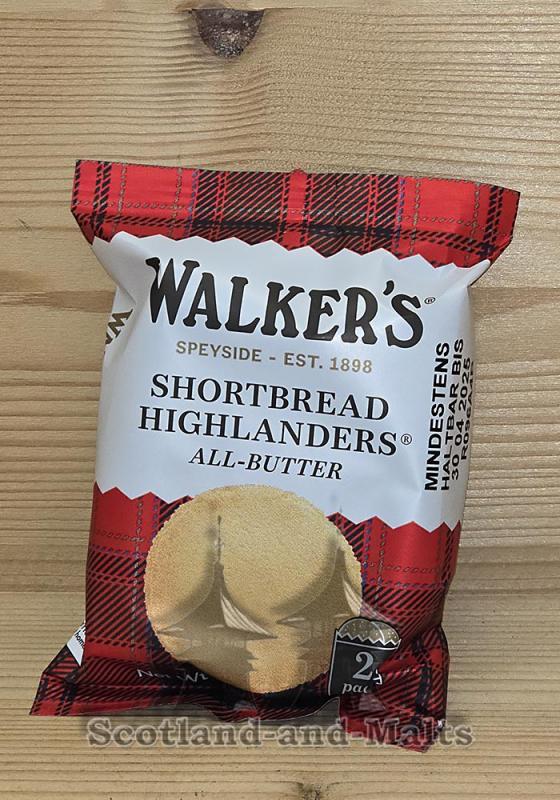 WALKER'S®
SPEYSIDE - EST. 1898
SHORTBREAD
HIGHLANDERS®
ALL-BUTTER
MINDESTENS
HALTBAR BIS
30 04 2025
2
Scotland-and-Malts